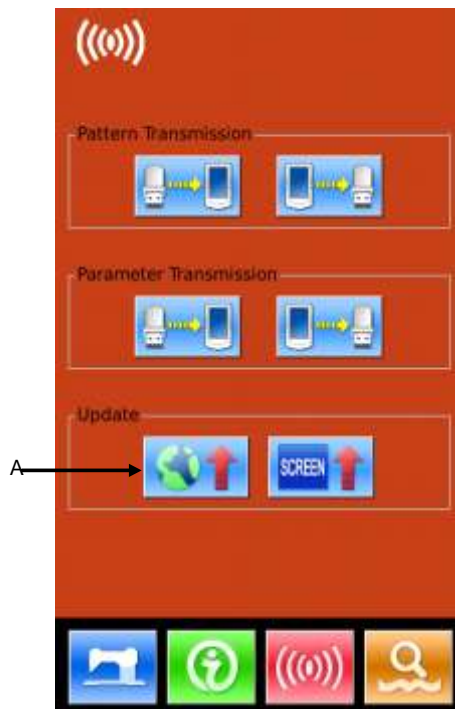 Pattern Transmission
Parameter Transmission
Update
A
SCREEN